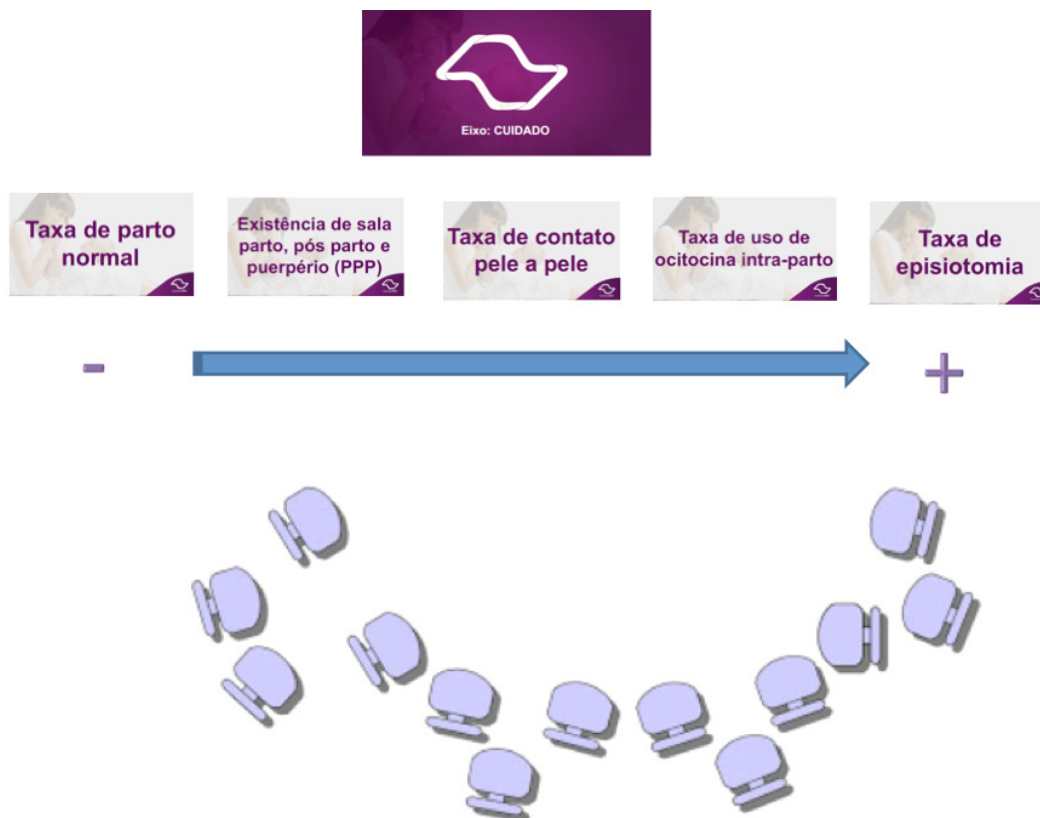 Eixo: CUIDADO
Taxa de parto
normal
Existência de sala
parto, pós parto e
puerpério (PPP)
Taxa de contato
pele a pele
Taxa de uso de
ocitocina intra-parto
Taxa de
episiotomia
- +